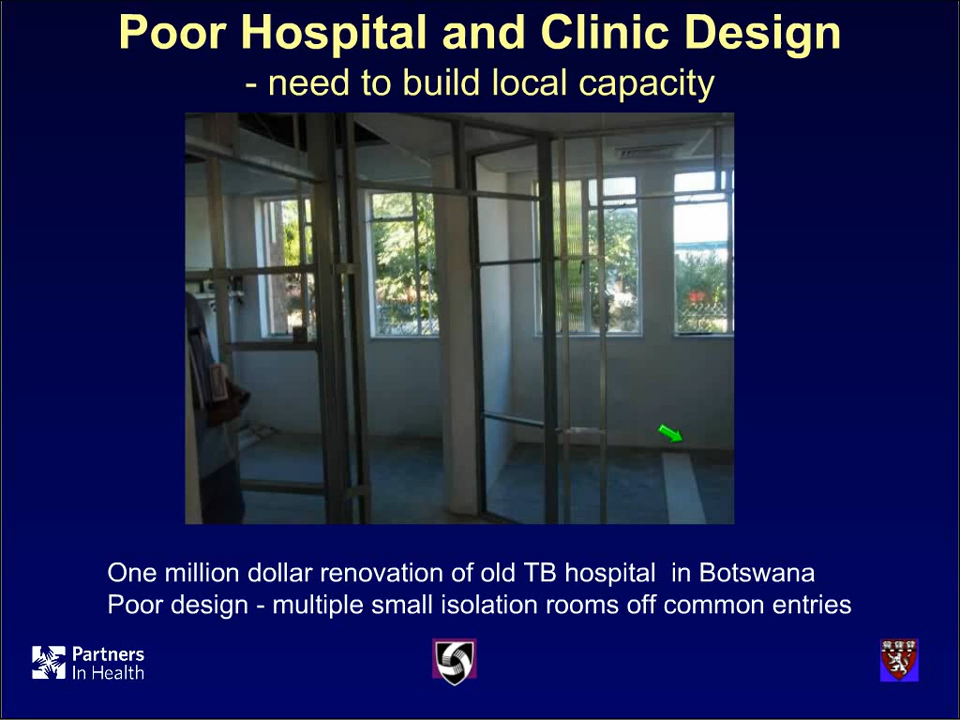 Poor Hospital and Clinic Design
- need to build local capacity
One million dollar renovation of old TB hospital in Botswana
Poor design - multiple small isolation rooms off common entries
Partners
In Health